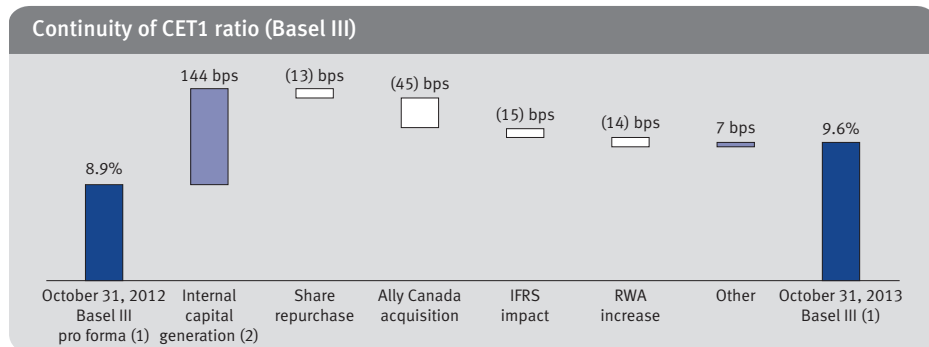 Continuity of CET1 ratio (Basel III)
144 bps
(13) bps
(45) bps
(15) bps
(14) bps
7 bps
9.6%
8.9%
October 31, 2012
Basel III
pro forma (1)
Internal
capital
generation (2)
Share
repurchase
Ally Canada
acquisition
IFRS
impact
RWA
increase
Other
October 31, 2013
Basel III (1)